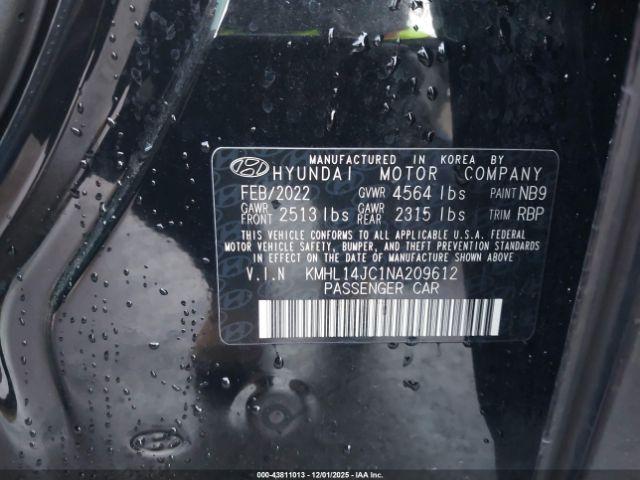 MANUFACTURED IN KOREA BY
HYUNDAI MOTOR COMPANY
FEB/2022 GVWR 4564 lbs PAINT NB9
GAWR FRONT 2513 lbs GAWR REAR 2315 lbs TRIM RBP
THIS VEHICLE CONFORMS TO ALL APPLICABLE U.S.A. FEDERAL
MOTOR VEHICLE SAFETY, BUMPER, AND THEFT PREVENTION STANDARDS
IN EFFECT ON THE DATE OF MANUFACTURE SHOWN ABOVE.
V.I.N KMHL14JC1NA209612
PASSENGER CAR
000-43811013 - 12/01/2025 - IAAI.COM